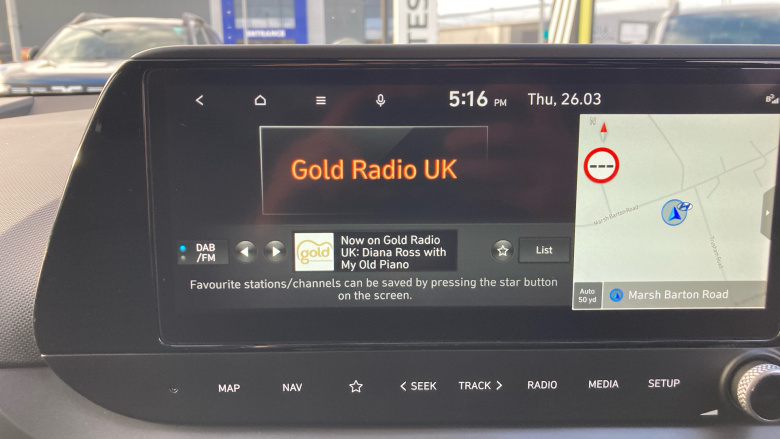 TES
ENTRANCE
5:16 PM Thu, 26.03
Gold Radio UK
N
---
Marsh Barton Road
DAB
/FM
gold
Now on Gold Radio
UK: Diana Ross with
My Old Piano
List
Favourite stations/channels can be saved by pressing the star button
on the screen.
Auto
50 yd
Marsh Barton Road
MAP
NAV
< SEEK
TRACK >
RADIO
MEDIA
SETUP